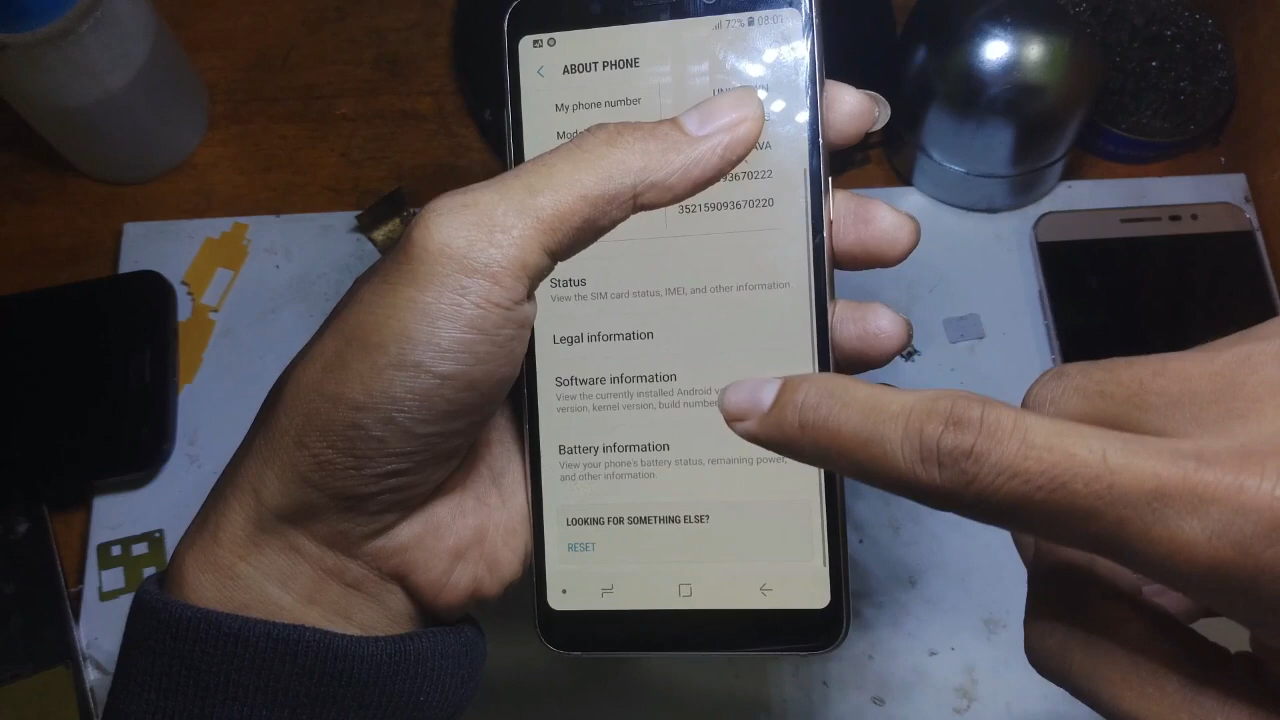 72% 08:01
ABOUT PHONE
My phone number
352159093670220
Status
View the SIM card status, IMEI, and other information.
Legal information
Software information
View the currently installed Android
version, kernel version, build number
Battery information
View your phone's battery status, remaining power,
and other information.
LOOKING FOR SOMETHING ELSE?
RESET